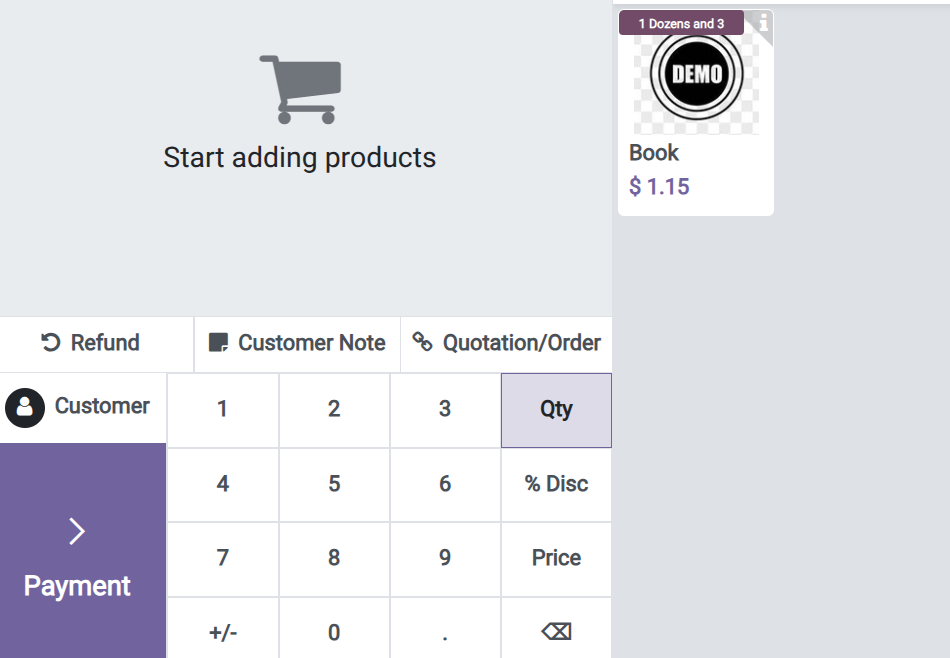 Start adding products
Refund
Customer Note
Quotation/Order
Customer
1
2
3
Qty
4
5
6
% Disc
Payment
7
8
9
Price
+/-
0
.
1 Dozens and 3
DEMO
Book
$ 1.15